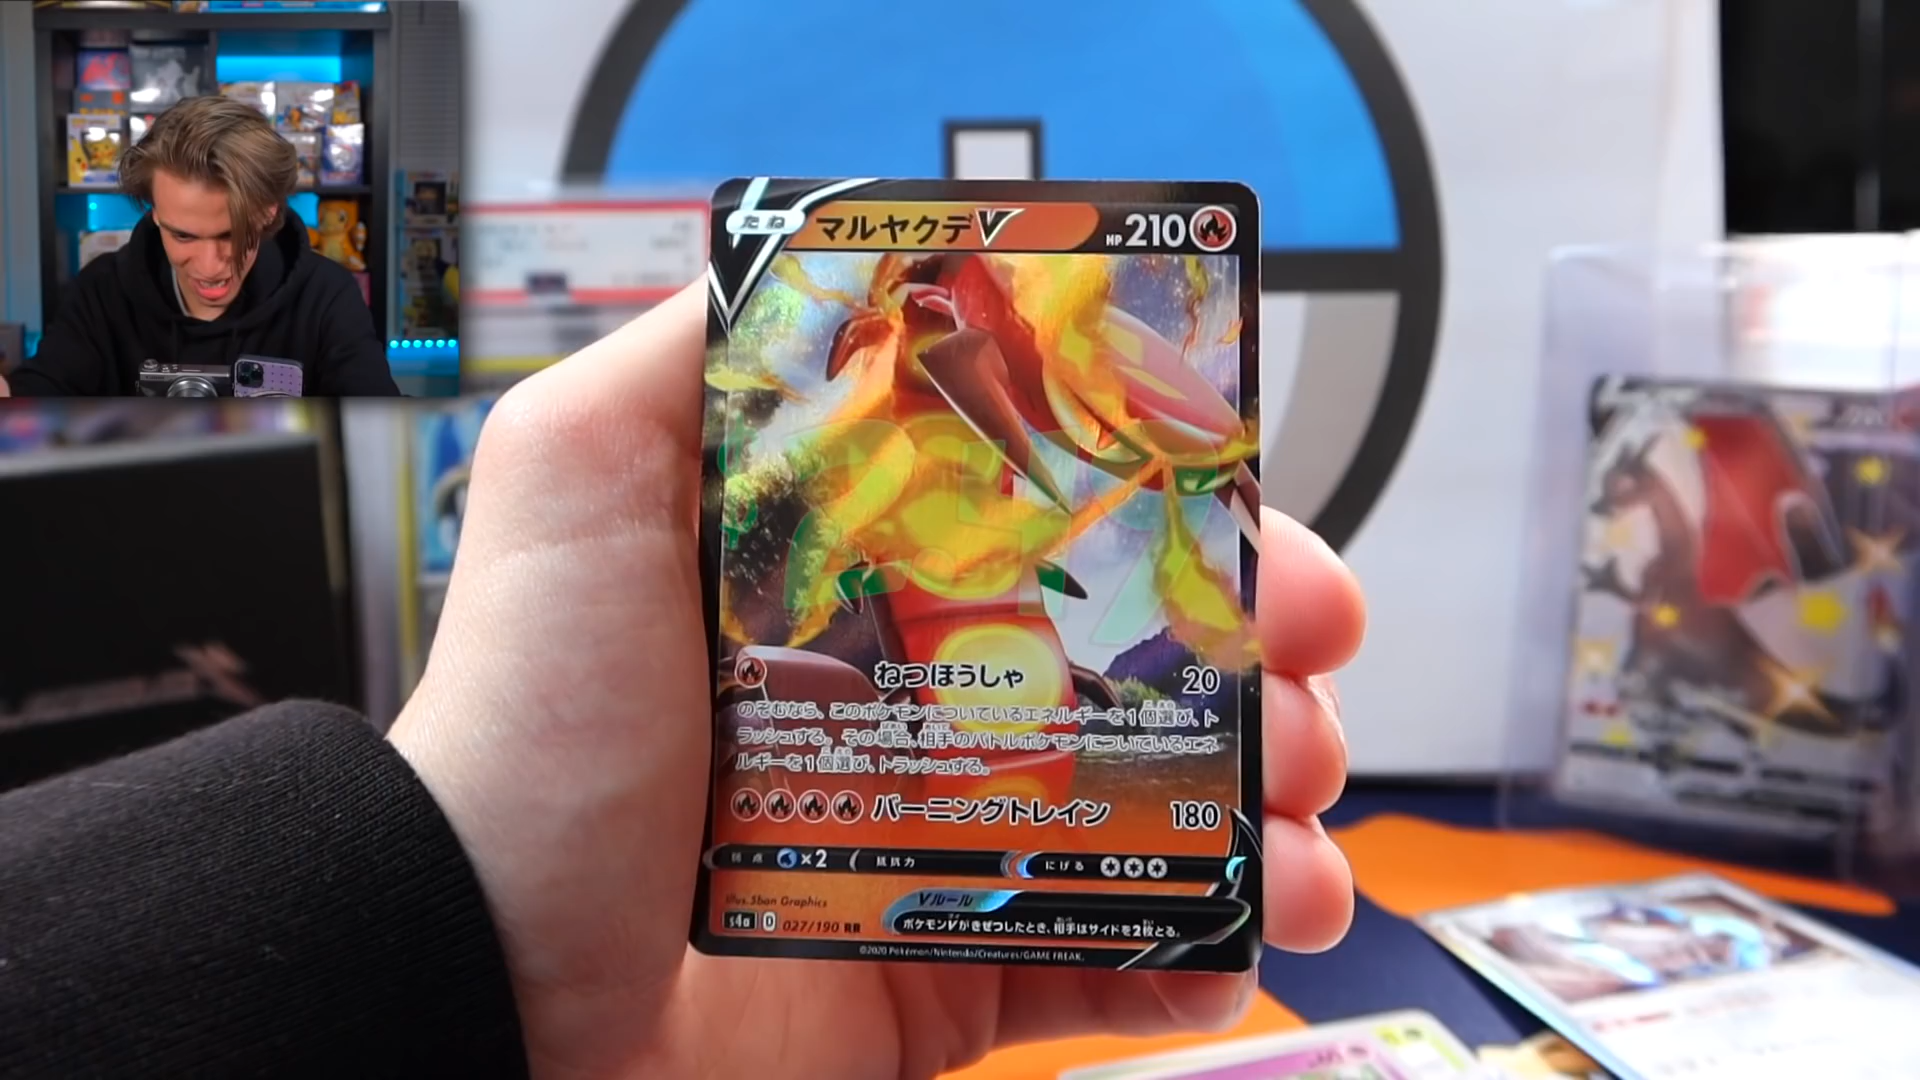 たね マルヤクデV HP 210
ねつほうしゃ 20
のぞむなら、このポケモンについているエネルギーを1個選び、ト
ラッシュする。その場合、相手のバトルポケモンについているエネ
ルギーを1個選び、トラッシュする。
バーニングトレイン 180
弱点 ×2 抵抗力 にげる
Illus. 5ban Graphics
Vルール
s4a D 027/190 RR
ポケモンVがきぜつしたとき、相手はサイドを2枚とる。
©2020 Pokémon/Nintendo/Creatures/GAME FREAK.